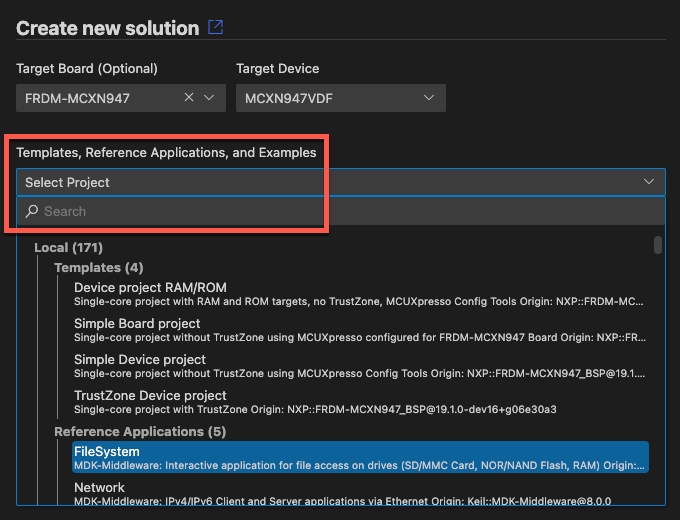 Create new solution
Target Board (Optional)
Target Device
FRDM-MCXN947
MCXN947VDF
Templates, Reference Applications, and Examples
Select Project
Search
Local (171)
Templates (4)
Device project RAM/ROM
Single-core project with RAM and ROM targets, no TrustZone, MCUXpresso Config Tools Origin: NXP::FRDM-MC...
Simple Board project
Single-core project without TrustZone using MCUXpresso configured for FRDM-MCXN947 Board Origin: NXP::FR...
Simple Device project
Single-core project without TrustZone using MCUXpresso Config Tools Origin: NXP::FRDM-MCXN947_BSP@19.1....
TrustZone Device project
Single-core project with TrustZone Origin: NXP::FRDM-MCXN947_BSP@19.1.0-dev16+g06e30a3
Reference Applications (5)
FileSystem
MDK-Middleware: Interactive application for file access on drives (SD/MMC Card, NOR/NAND Flash, RAM) Origin:...
Network
MDK-Middleware: IPv4/IPv6 Client and Server applications via Ethernet Origin: Keil::MDK-Middleware@8.0.0